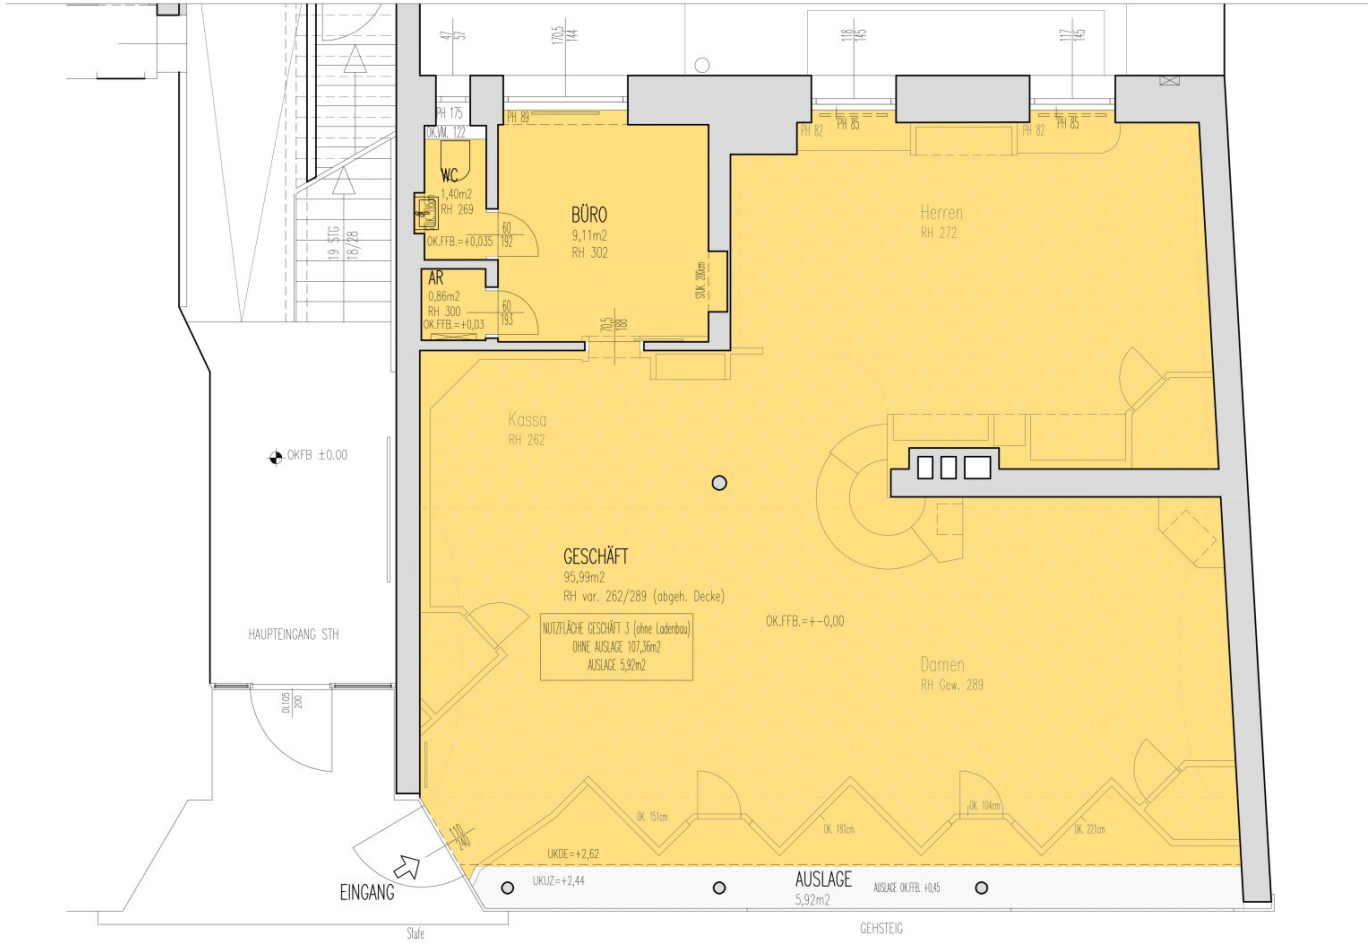 47
57
170,5
144
118
145
117
145
PH 175
OK.VM. 122
PH 89
PH 82
PH 85
PH 82
PH 85
WC
1,40m2
RH 269
OK.FFB.=+0,035
60
192
BÜRO
9,11m2
RH 302
Herren
RH 272
19 STG
18/28
STUK 200cm
AR
0,86m2
RH 300
OK.FFB.=+0,03
60
193
70,5
188
Kassa
RH 262
OKFB ±0.00
GESCHÄFT
95,99m2
RH var. 262/289 (abgeh. Decke)
NUTZFLÄCHE GESCHÄFT 3 (ohne Ladenbau)
OHNE AUSLAGE 107,36m2
AUSLAGE 5,92m2
OK.FFB.=+-0,00
HAUPTEINGANG STH
Damen
RH Gew. 289
DL105
200
OK. 151cm
OK. 181cm
OK. 104cm
OK. 221cm
110
240
UKDE=+2,62
UKUZ=+2,44
EINGANG
AUSLAGE
5,92m2
AUSLAGE OK.FFB. +0,45
Stufe
GEHSTEIG